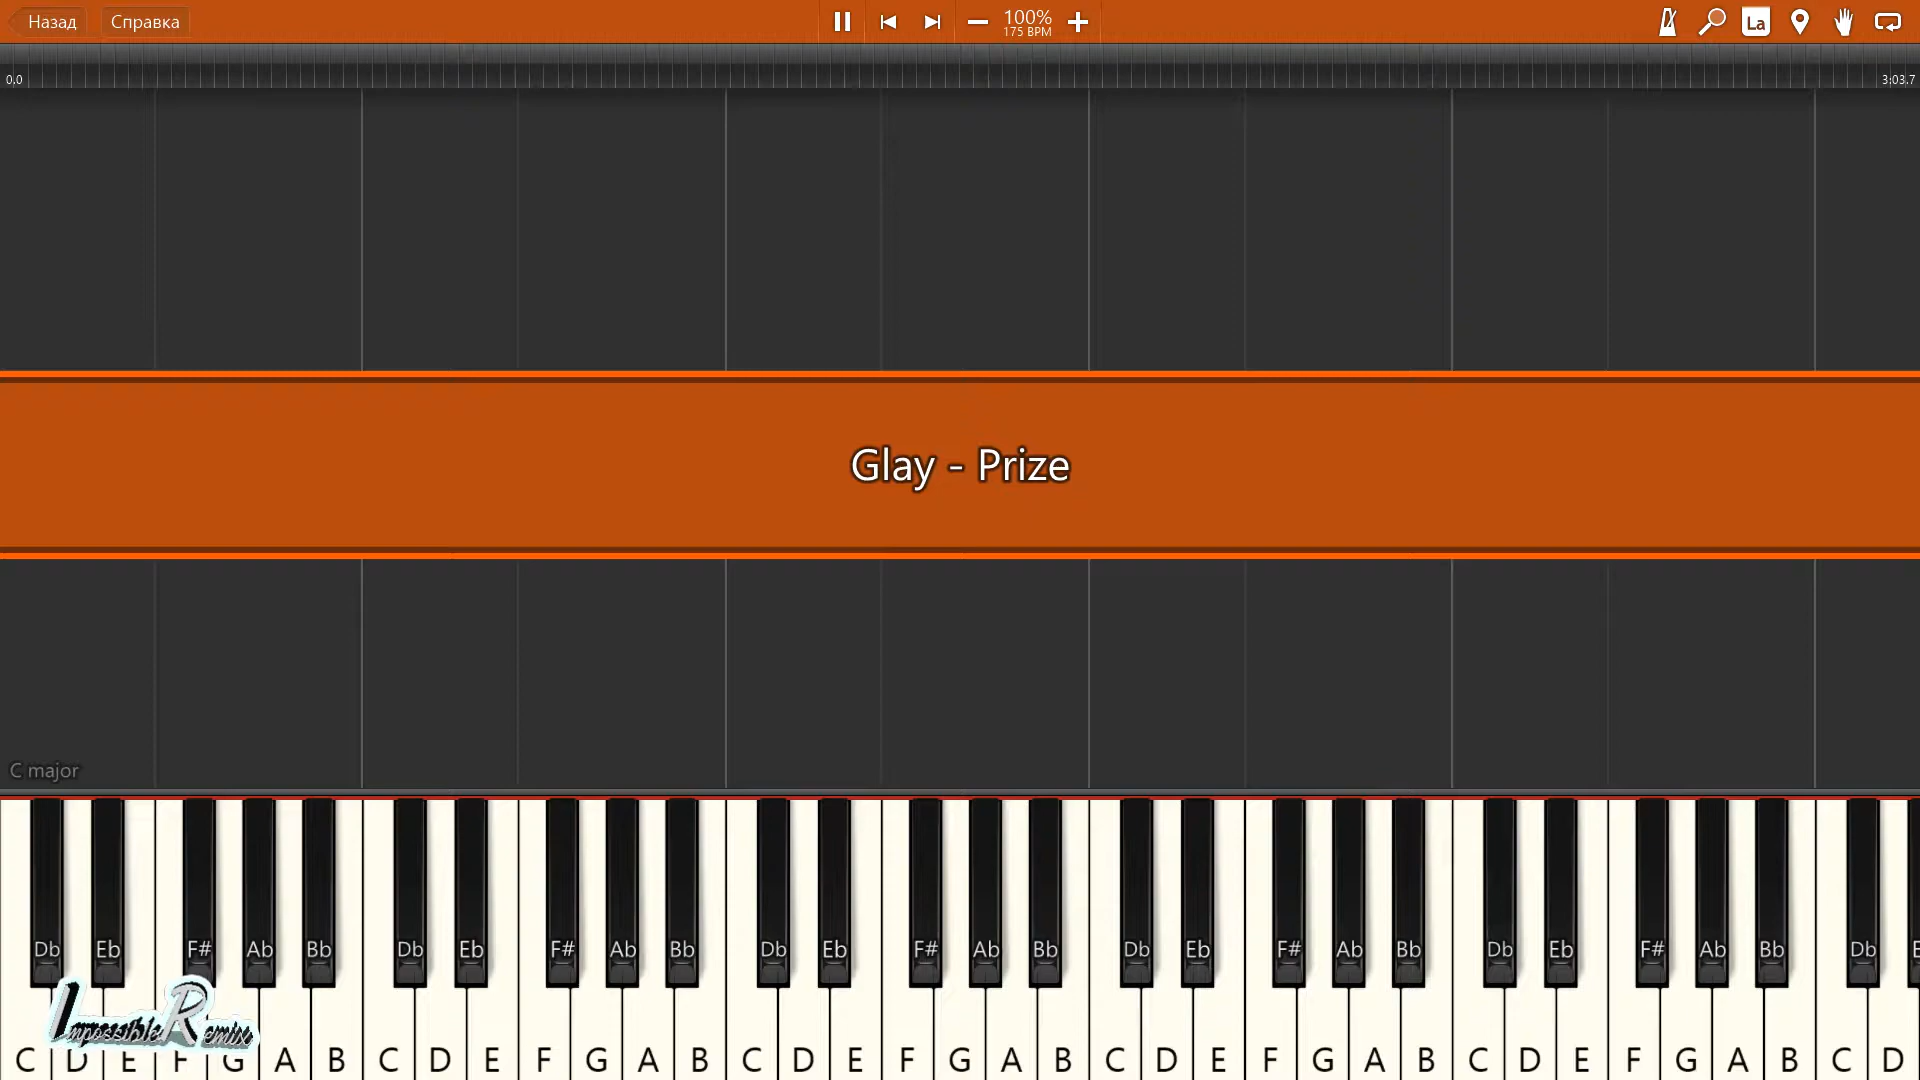 Назад Справка 100% La
175 BPM
0.0 3:03.7
Glay - Prize
C major
Db Eb F# Ab Bb Db Eb F# Ab Bb Db Eb F# Ab Bb Db Eb F# Ab Bb Db Eb F# Ab Bb Db E
ImpossibleRemix
C D E F G A B C D E F G A B C D E F G A B C D E F G A B C D E F G A B C D